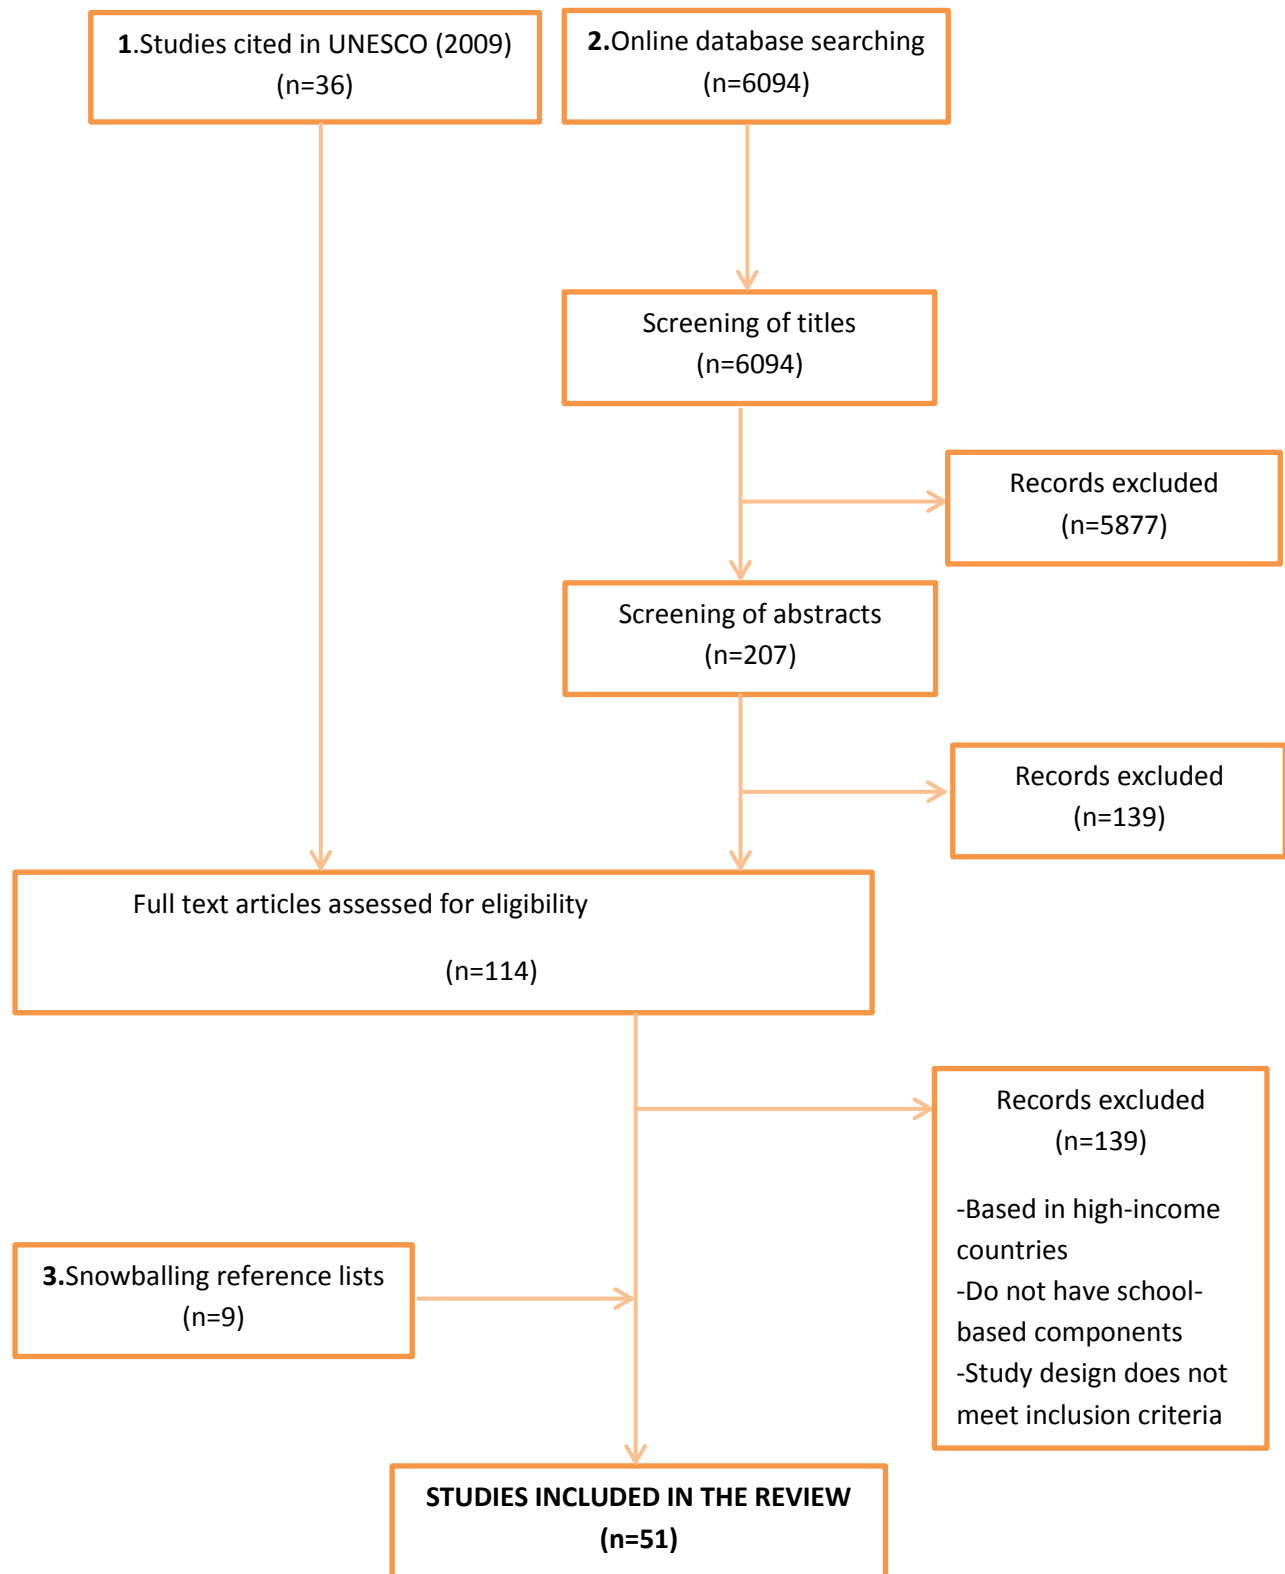 1.Studies cited in UNESCO (2009)
(n=36)
2.Online database searching
(n=6094)
Screening of titles
(n=6094)
Records excluded
(n=5877)
Screening of abstracts
(n=207)
Records excluded
(n=139)
Full text articles assessed for eligibility
(n=114)
Records excluded
(n=139)
-Based in high-income
countries
-Do not have school-
based components
-Study design does not
meet inclusion criteria
3.Snowballing reference lists
(n=9)
STUDIES INCLUDED IN THE REVIEW
(n=51)